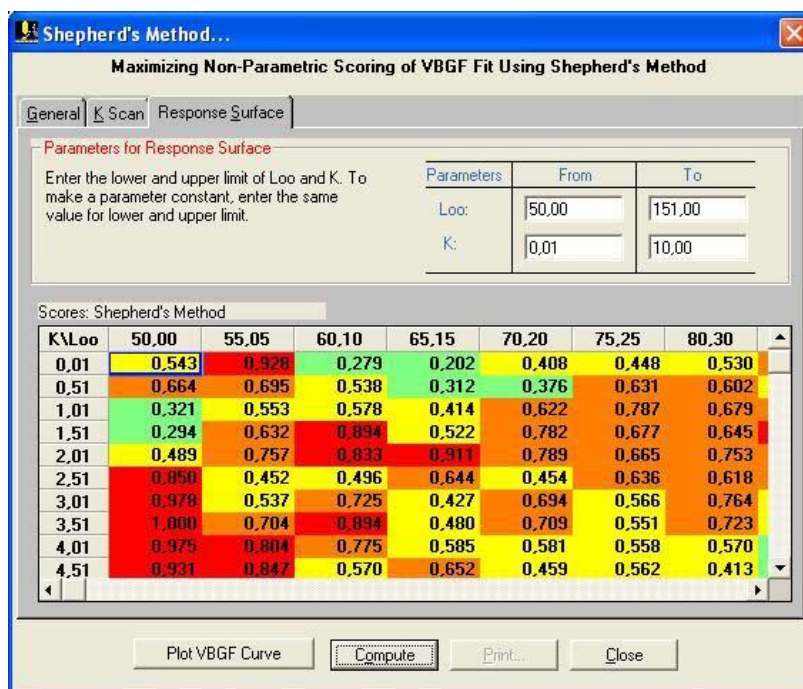 Shepherd's Method...
Maximizing Non-Parametric Scoring of VBGF Fit Using Shepherd's Method
General K Scan Response Surface
Parameters for Response Surface
Enter the lower and upper limit of Loo and K. To
make a parameter constant, enter the same
value for lower and upper limit.
Parameters From To
Loo: 50,00 151,00
K: 0,01 10,00
Scores: Shepherd's Method
K\Loo 50,00 55,05 60,10 65,15 70,20 75,25 80,30
0,01 0,543 0,928 0,279 0,202 0,408 0,448 0,530
0,51 0,664 0,695 0,538 0,312 0,376 0,631 0,602
1,01 0,321 0,553 0,578 0,414 0,622 0,787 0,679
1,51 0,294 0,632 0,894 0,522 0,782 0,677 0,645
2,01 0,489 0,757 0,833 0,911 0,789 0,665 0,753
2,51 0,850 0,452 0,496 0,644 0,454 0,636 0,618
3,01 0,978 0,537 0,725 0,427 0,694 0,566 0,764
3,51 1,000 0,704 0,894 0,480 0,709 0,551 0,723
4,01 0,975 0,804 0,775 0,585 0,581 0,558 0,570
4,51 0,931 0,847 0,570 0,652 0,459 0,562 0,413
Plot VBGF Curve Compute Print... Close